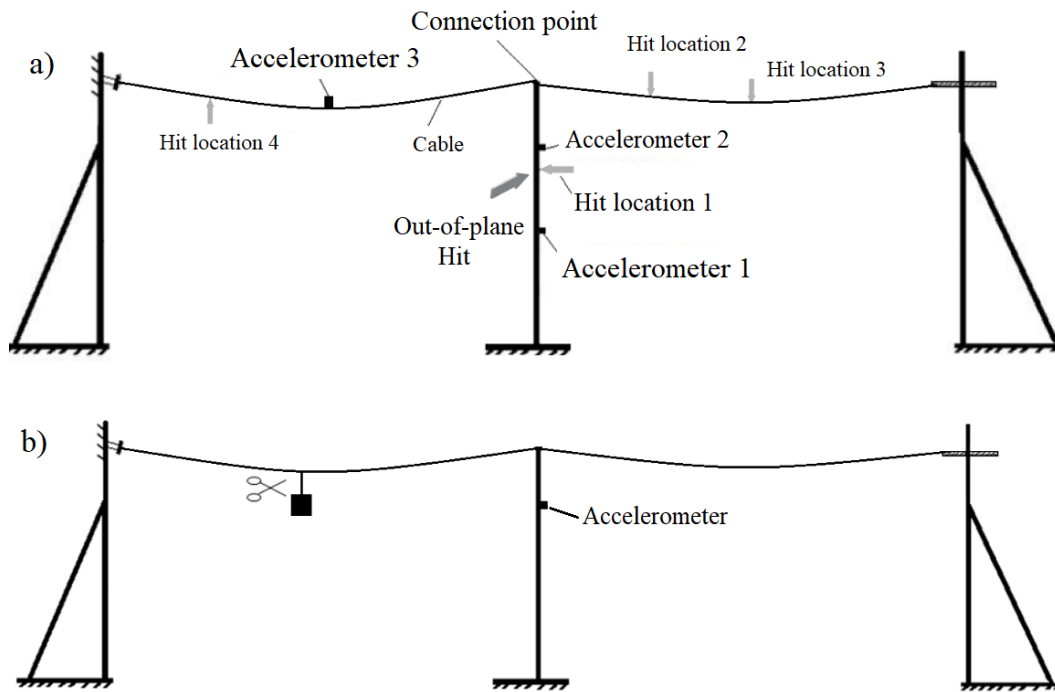 a)
Connection point
Hit location 2
Accelerometer 3
Hit location 3
Hit location 4
Cable
Accelerometer 2
Hit location 1
Out-of-plane
Hit
Accelerometer 1
b)
Accelerometer